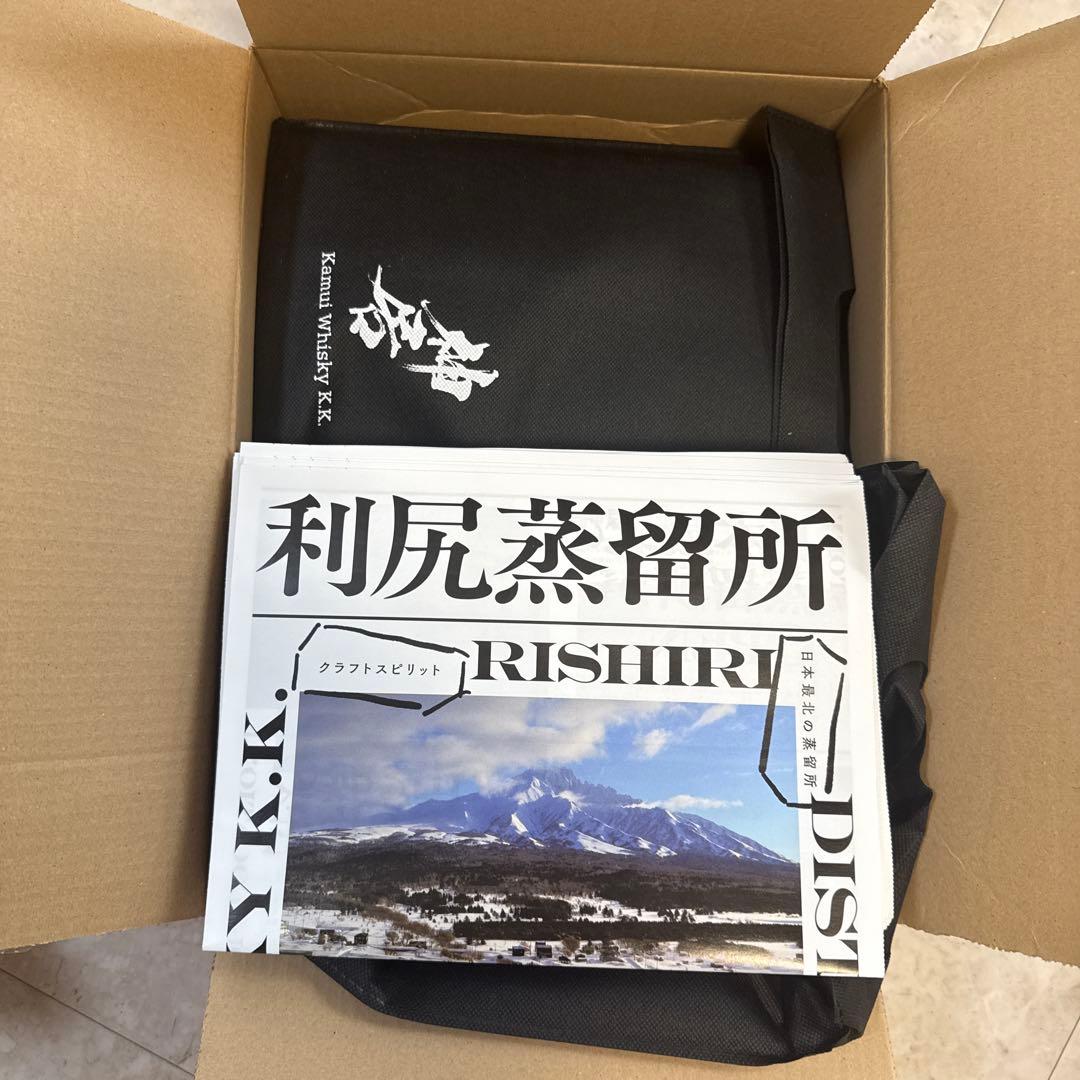 神居
Kamui Whisky K.K.
利尻蒸留所
クラフトスピリット
RISHIRI
日本最北の蒸留所
DIST
Y K.K.